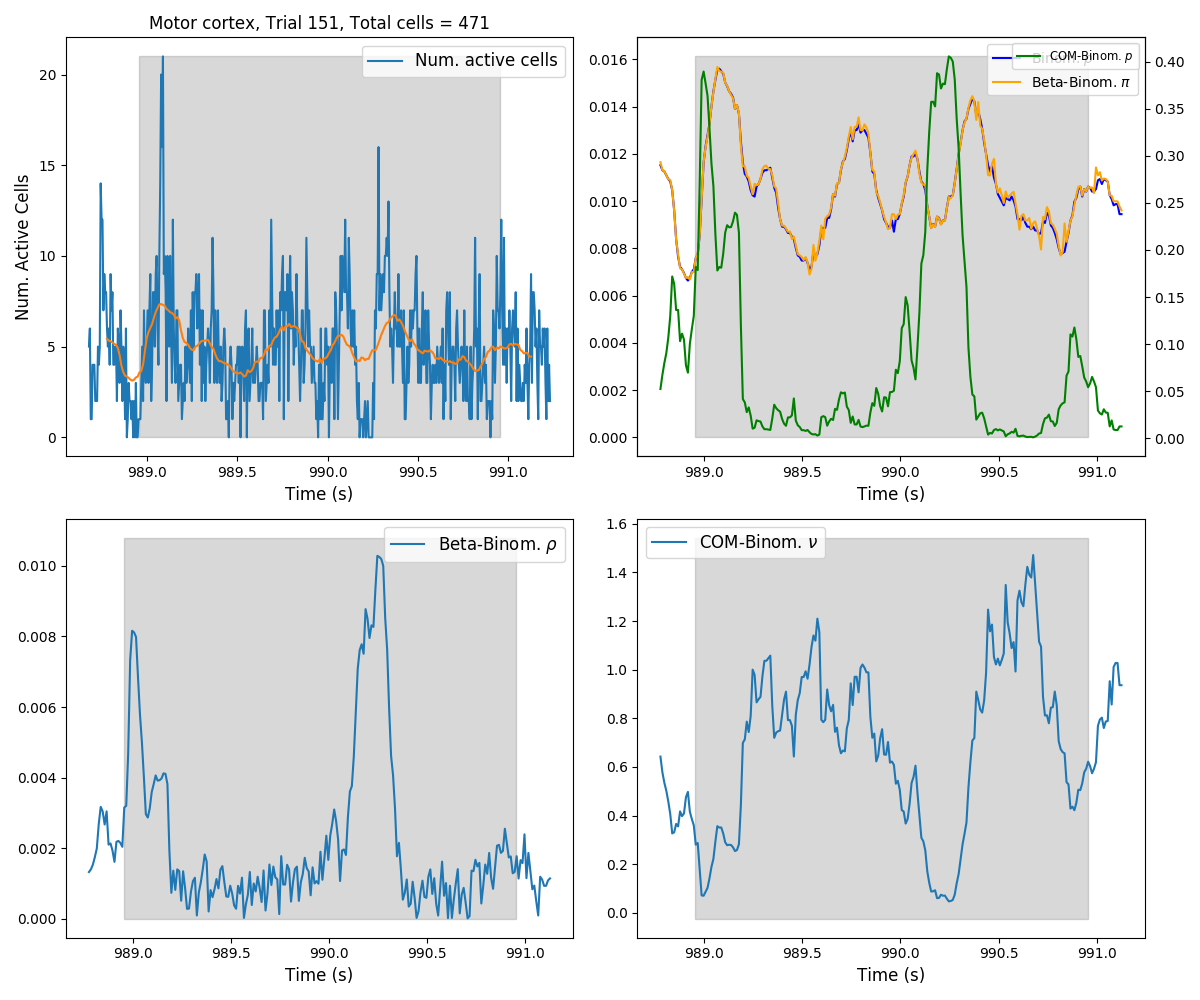 Motor cortex, Trial 151, Total cells = 471
Num. active cells
Num. Active Cells
20
15
10
5
0
989.0 989.5 990.0 990.5 991.0
Time (s)
COM-Binom. p
Binom. p
Beta-Binom. π
0.016
0.014
0.012
0.010
0.008
0.006
0.004
0.002
0.000
0.40
0.35
0.30
0.25
0.20
0.15
0.10
0.05
0.00
989.0 989.5 990.0 990.5 991.0
Time (s)
Beta-Binom. ρ
0.010
0.008
0.006
0.004
0.002
0.000
989.0 989.5 990.0 990.5 991.0
Time (s)
COM-Binom. ν
1.6
1.4
1.2
1.0
0.8
0.6
0.4
0.2
0.0
989.0 989.5 990.0 990.5 991.0
Time (s)